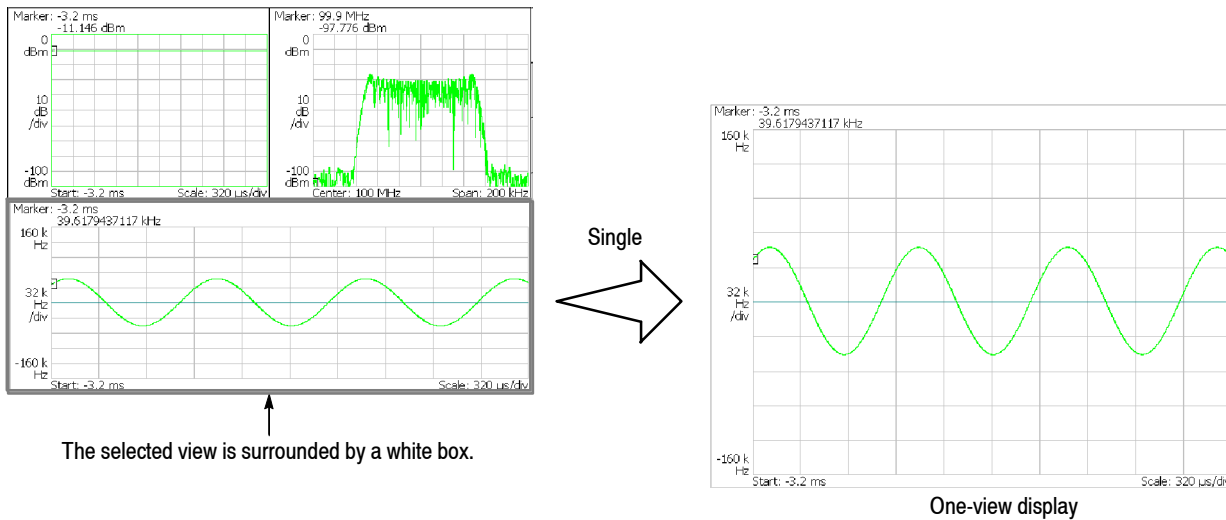 Marker: -3.2 ms
-11.146 dBm
0
dBm
10
dB
/div
-100
dBm
Start: -3.2 ms
Scale: 320 µs/div
Marker: 99.9 MHz
-97.776 dBm
0
dBm
10
dB
/div
-100
dBm
Center: 100 MHz
Span: 200 kHz
Marker: -3.2 ms
39.6179437117 kHz
160 k
Hz
32 k
Hz
/div
-160 k
Hz
Start: -3.2 ms
Scale: 320 µs/div
The selected view is surrounded by a white box.
Single
Marker: -3.2 ms
39.6179437117 kHz
160 k
Hz
32 k
Hz
/div
-160 k
Hz
Start: -3.2 ms
Scale: 320 µs/div
One-view display